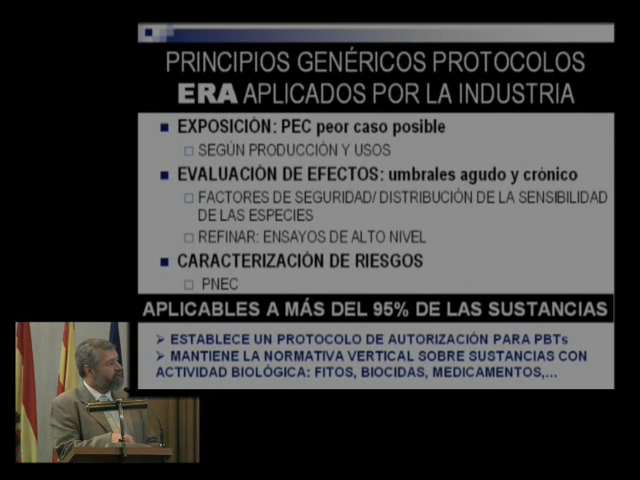 PRINCIPIOS GENÉRICOS PROTOCOLOS
ERA APLICADOS POR LA INDUSTRIA
EXPOSICIÓN: PEC peor caso posible
SEGÚN PRODUCCIÓN Y USOS
EVALUACIÓN DE EFECTOS: umbrales agudo y crónico
FACTORES DE SEGURIDAD/ DISTRIBUCIÓN DE LA SENSIBILIDAD
DE LAS ESPECIES
REFINAR: ENSAYOS DE ALTO NIVEL
CARACTERIZACIÓN DE RIESGOS
PNEC
APLICABLES A MÁS DEL 95% DE LAS SUSTANCIAS
ESTABLECE UN PROTOCOLO DE AUTORIZACIÓN PARA PBTs
MANTIENE LA NORMATIVA VERTICAL SOBRE SUSTANCIAS CON
ACTIVIDAD BIOLÓGICA: FITOS, BIOCIDAS, MEDICAMENTOS,...